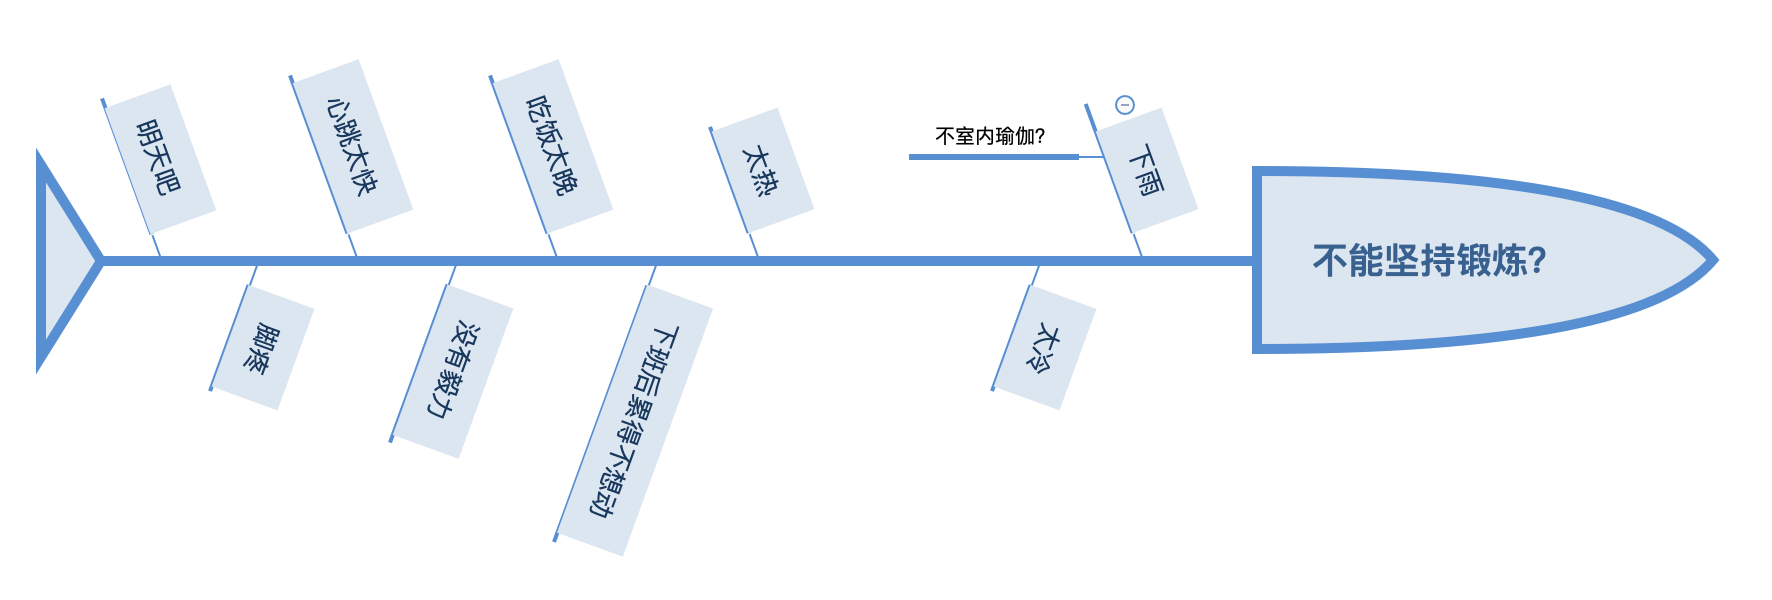 明天吧
心跳太快
吃饭太晚
太热
不室内瑜伽？
下雨
不能坚持锻炼？
脚疼
没有毅力
下班后累得不想动
太冷